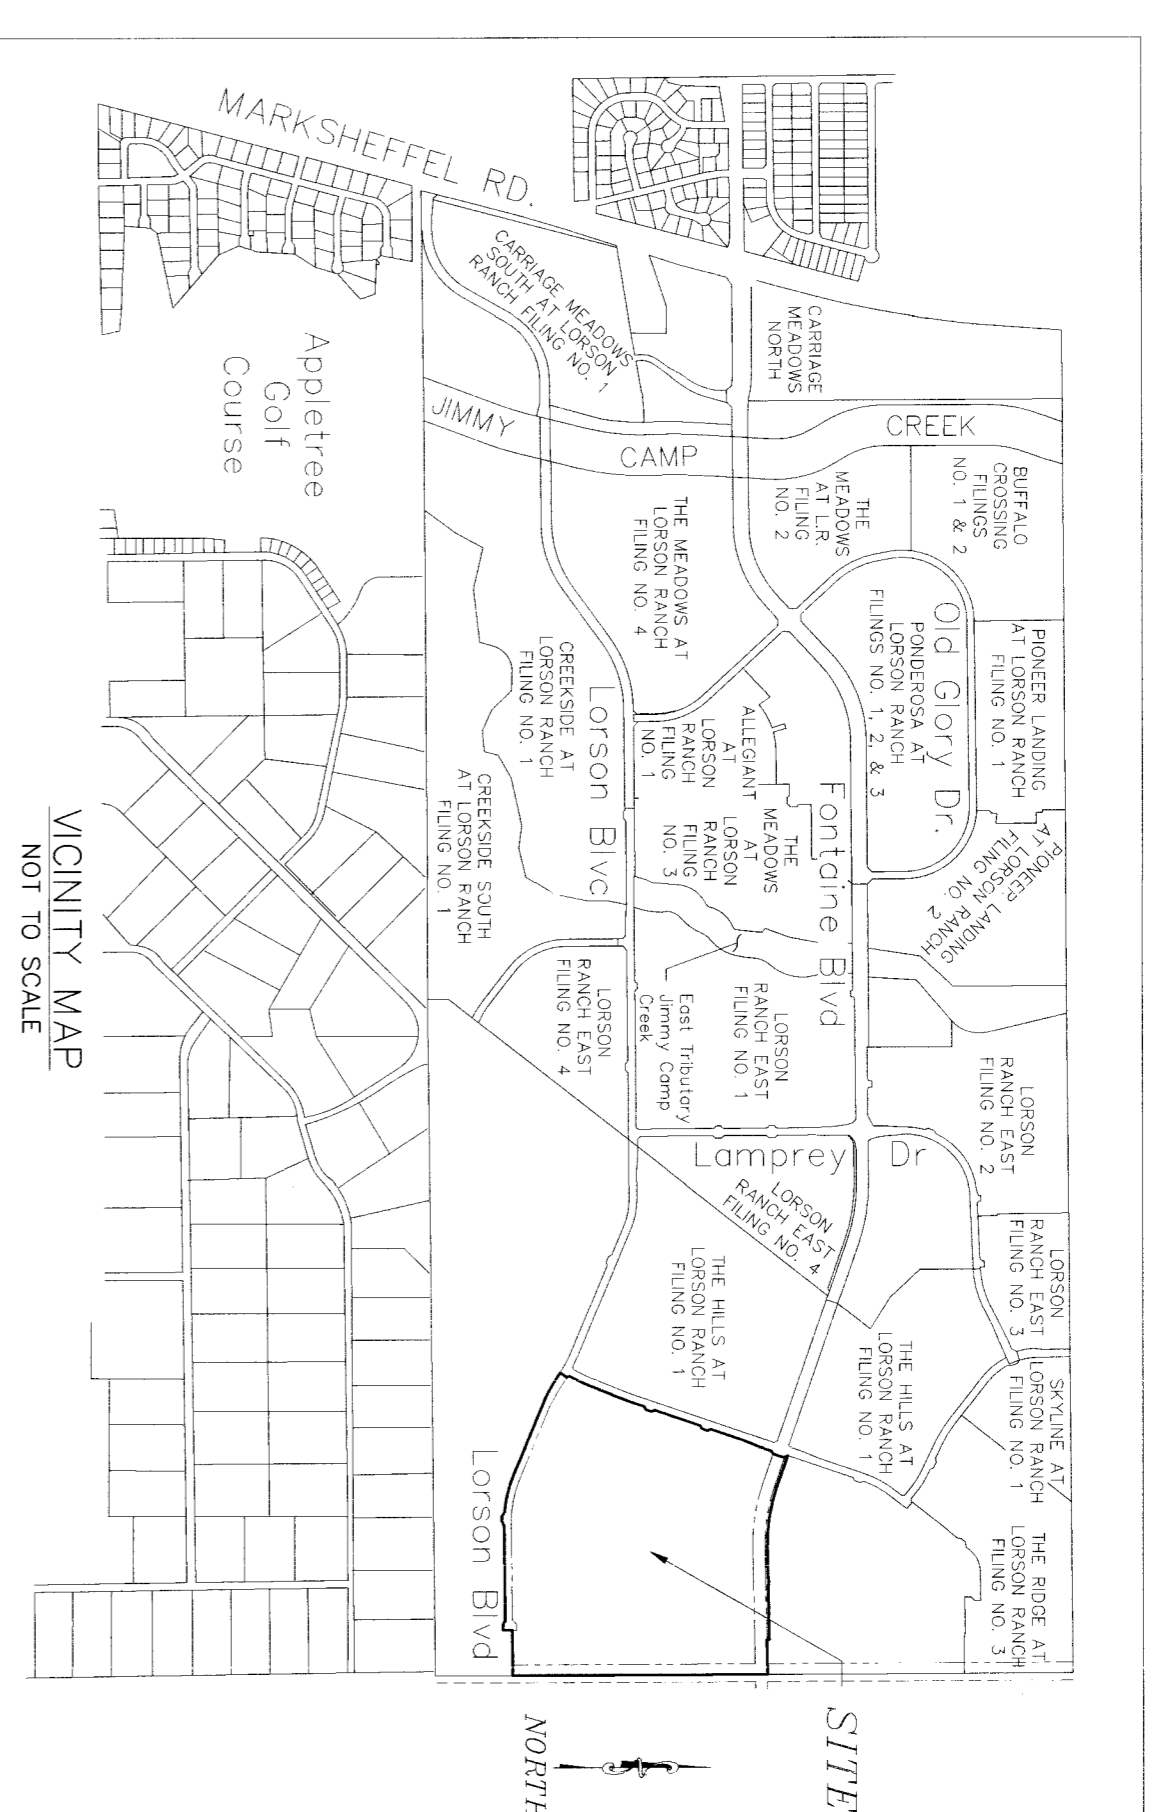 MARKSHEFFEL RD.
CARRIAGE
MEADOWS
NORTH
CARRIAGE MEADOWS
SOUTH AT LORSON
RANCH FILING NO. 1
JIMMY
CAMP
CREEK
BUFFALO
CROSSING
FILINGS
NO. 1 & 2
THE
MEADOWS
AT L.R.
FILING
NO. 2
Old Glory Dr.
PONDEROSA AT
LORSON RANCH
FILINGS NO. 1, 2, & 3
PIONEER LANDING
AT LORSON RANCH
FILING NO. 1
PIONEER LANDING
AT LORSON RANCH
FILING NO. 2
THE MEADOWS AT
LORSON RANCH
FILING NO. 4
Appletree
Golf
Course
ALLEGIANT
AT
LORSON
RANCH
FILING
NO. 1
THE
MEADOWS
AT
LORSON
RANCH
FILING
NO. 3
Fontaine Blvd
CREEKSIDE AT
LORSON RANCH
FILING NO. 1
Lorson Blvd
CREEKSIDE SOUTH
AT LORSON RANCH
FILING NO. 1
LORSON
RANCH EAST
FILING NO. 1
East Tributary
Jimmy Camp
Creek
LORSON
RANCH EAST
FILING NO. 4
LORSON
RANCH EAST
FILING NO. 2
Lamprey Dr
LORSON
RANCH EAST
FILING NO. 4
LORSON
RANCH EAST
FILING NO. 3
THE HILLS AT
LORSON RANCH
FILING NO. 1
THE HILLS AT
LORSON RANCH
FILING NO. 1
SKYLINE AT
LORSON RANCH
FILING NO. 1
THE RIDGE AT
LORSON RANCH
FILING NO. 3
Lorson Blvd
SITE
NORTH
VICINITY MAP
NOT TO SCALE